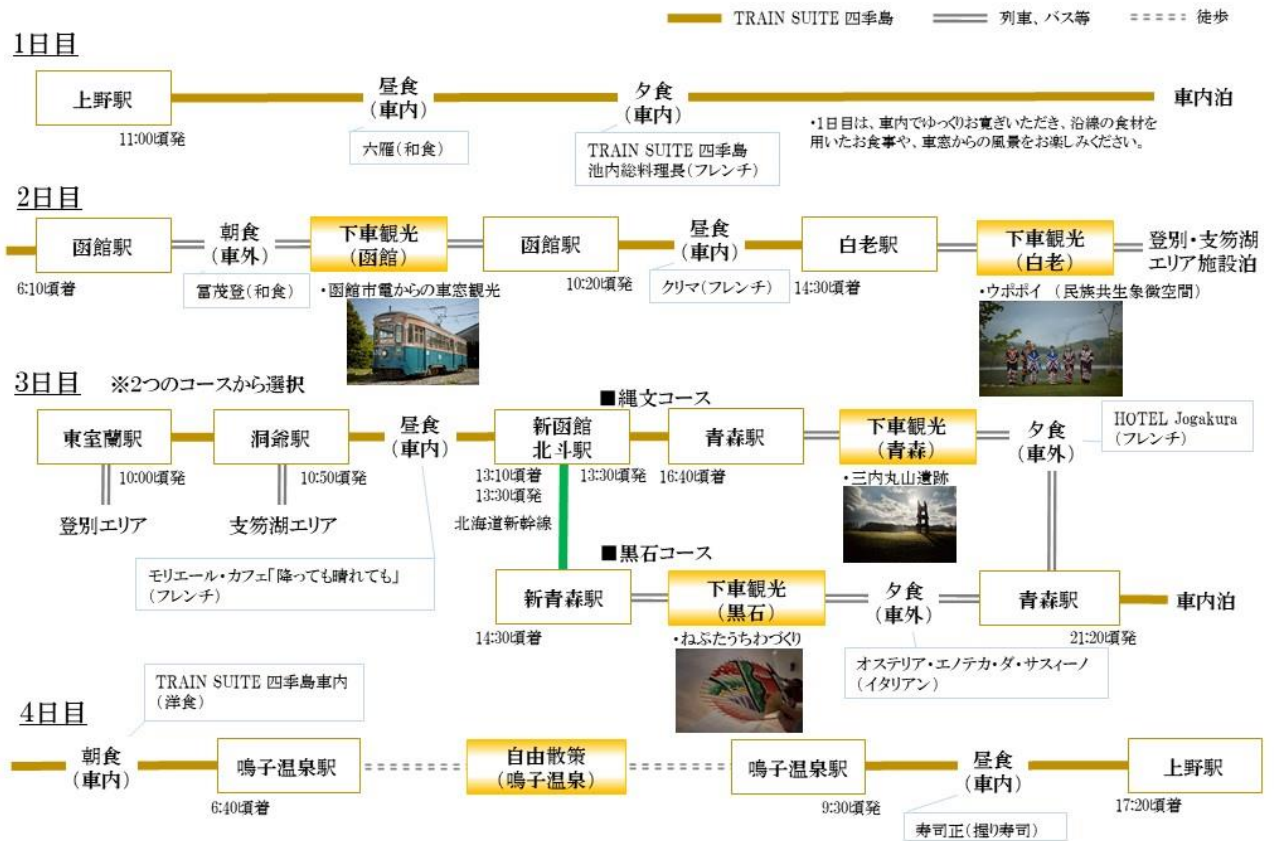 TRAIN SUITE 四季島
列車、バス等
徒歩
1日目
上野駅
11:00頃発
昼食
(車内)
六雁(和食)
夕食
(車内)
TRAIN SUITE 四季島
池内総料理長(フレンチ)
・1日目は、車内でゆっくりお寛ぎいただき、沿線の食材を
用いたお食事や、車窓からの風景をお楽しみください。
車内泊
2日目
函館駅
6:10頃着
朝食
(車外)
冨茂登(和食)
下車観光
(函館)
・函館市電からの車窓観光
函館駅
10:20頃発
昼食
(車内)
クリマ(フレンチ)
白老駅
14:30頃着
下車観光
(白老)
・ウポポイ (民族共生象徴空間)
登別・支笏湖
エリア施設泊
3日目
※2つのコースから選択
東室蘭駅
10:00頃発
登別エリア
洞爺駅
10:50頃発
支笏湖エリア
昼食
(車内)
モリエール・カフェ「降っても晴れても」
(フレンチ)
新函館
北斗駅
13:10頃着
13:30頃発
13:30頃発
北海道新幹線
■縄文コース
青森駅
16:40頃着
下車観光
(青森)
・三内丸山遺跡
夕食
(車外)
HOTEL Jogakura
(フレンチ)
■黒石コース
新青森駅
14:30頃着
下車観光
(黒石)
・ねぷたうちわづくり
夕食
(車外)
オステリア・エノテカ・ダ・サスィーノ
(イタリアン)
青森駅
21:20頃発
車内泊
4日目
TRAIN SUITE 四季島車内
(洋食)
朝食
(車内)
鳴子温泉駅
6:40頃着
自由散策
(鳴子温泉)
鳴子温泉駅
9:30頃発
昼食
(車内)
寿司正(握り寿司)
上野駅
17:20頃着